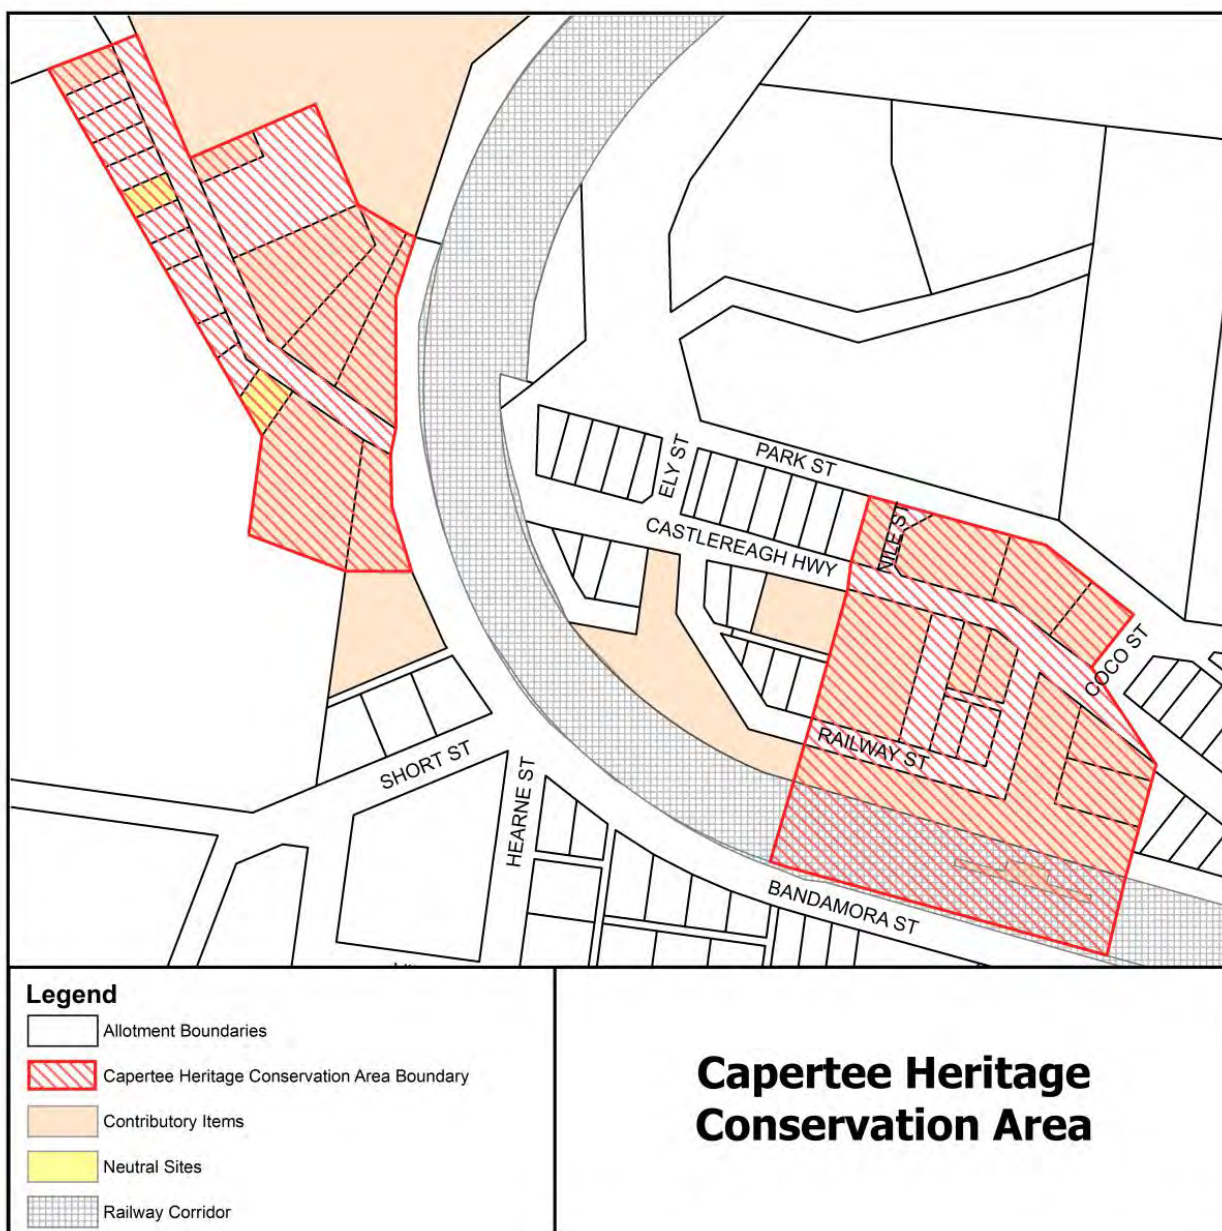 PARK ST
ELY ST
CASTLEREAGH HWY
NILE ST
COCO ST
RAILWAY ST
SHORT ST
HEARNE ST
BANDAMORA ST
Legend
Allotment Boundaries
Capertee Heritage Conservation Area Boundary
Contributory Items
Neutral Sites
Railway Corridor
Capertee Heritage
Conservation Area